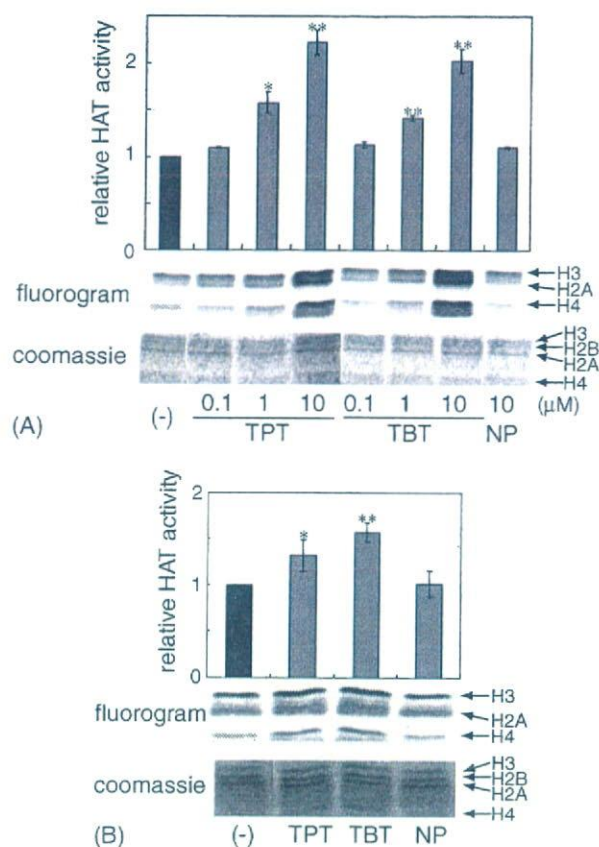 relative HAT activity
2
1
0
*
**
**
**
fluorogram
H3
H2A
H4
coomassie
H3
H2B
H2A
H4
(-) 0.1 1 10 0.1 1 10 10 (μM)
TPT TBT NP
(A)
relative HAT activity
2
1
0
*
**
fluorogram
H3
H2A
H4
coomassie
H3
H2B
H2A
H4
(-) TPT TBT NP
(B)